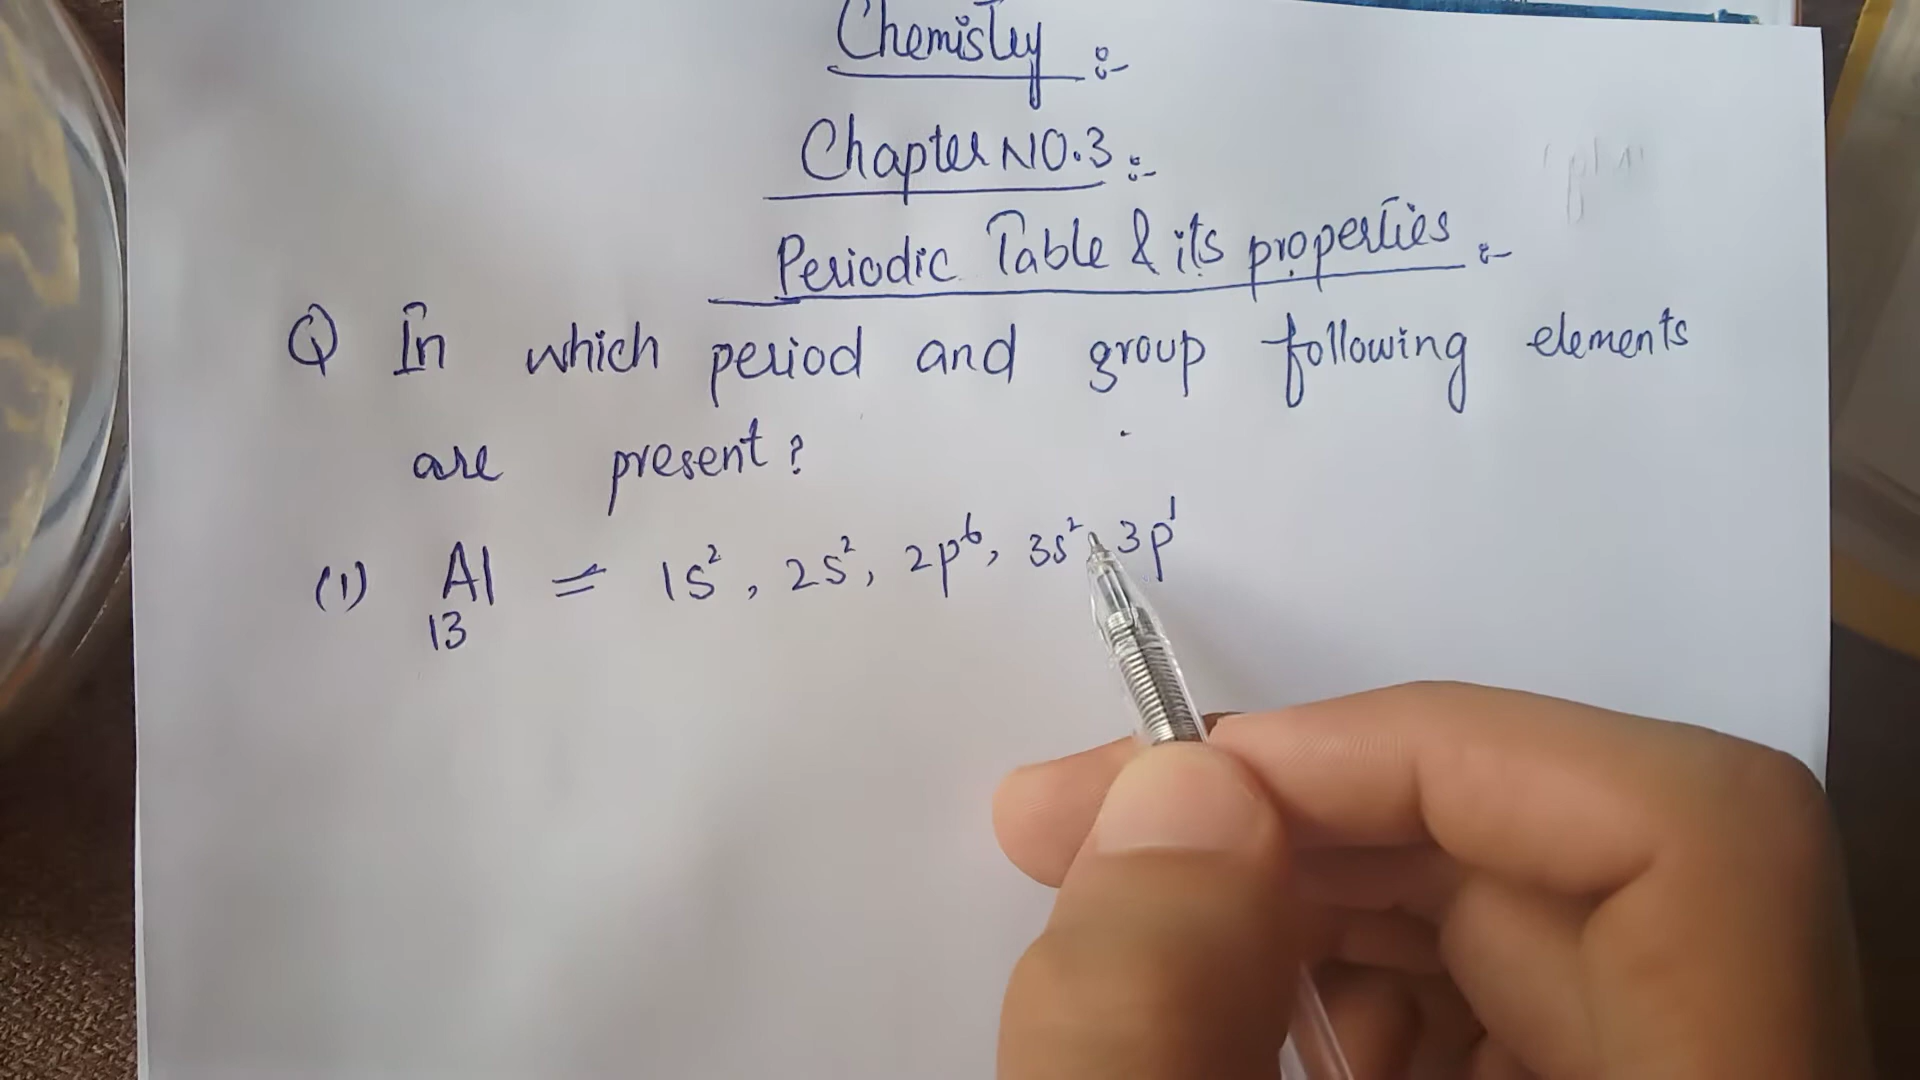 Chemistry :-
Chapter NO.3 :-
Periodic Table & its properties :-
Q In which period and group following elements
are present?
(1) Al = 1s², 2s², 2p⁶, 3s² 3p¹
13